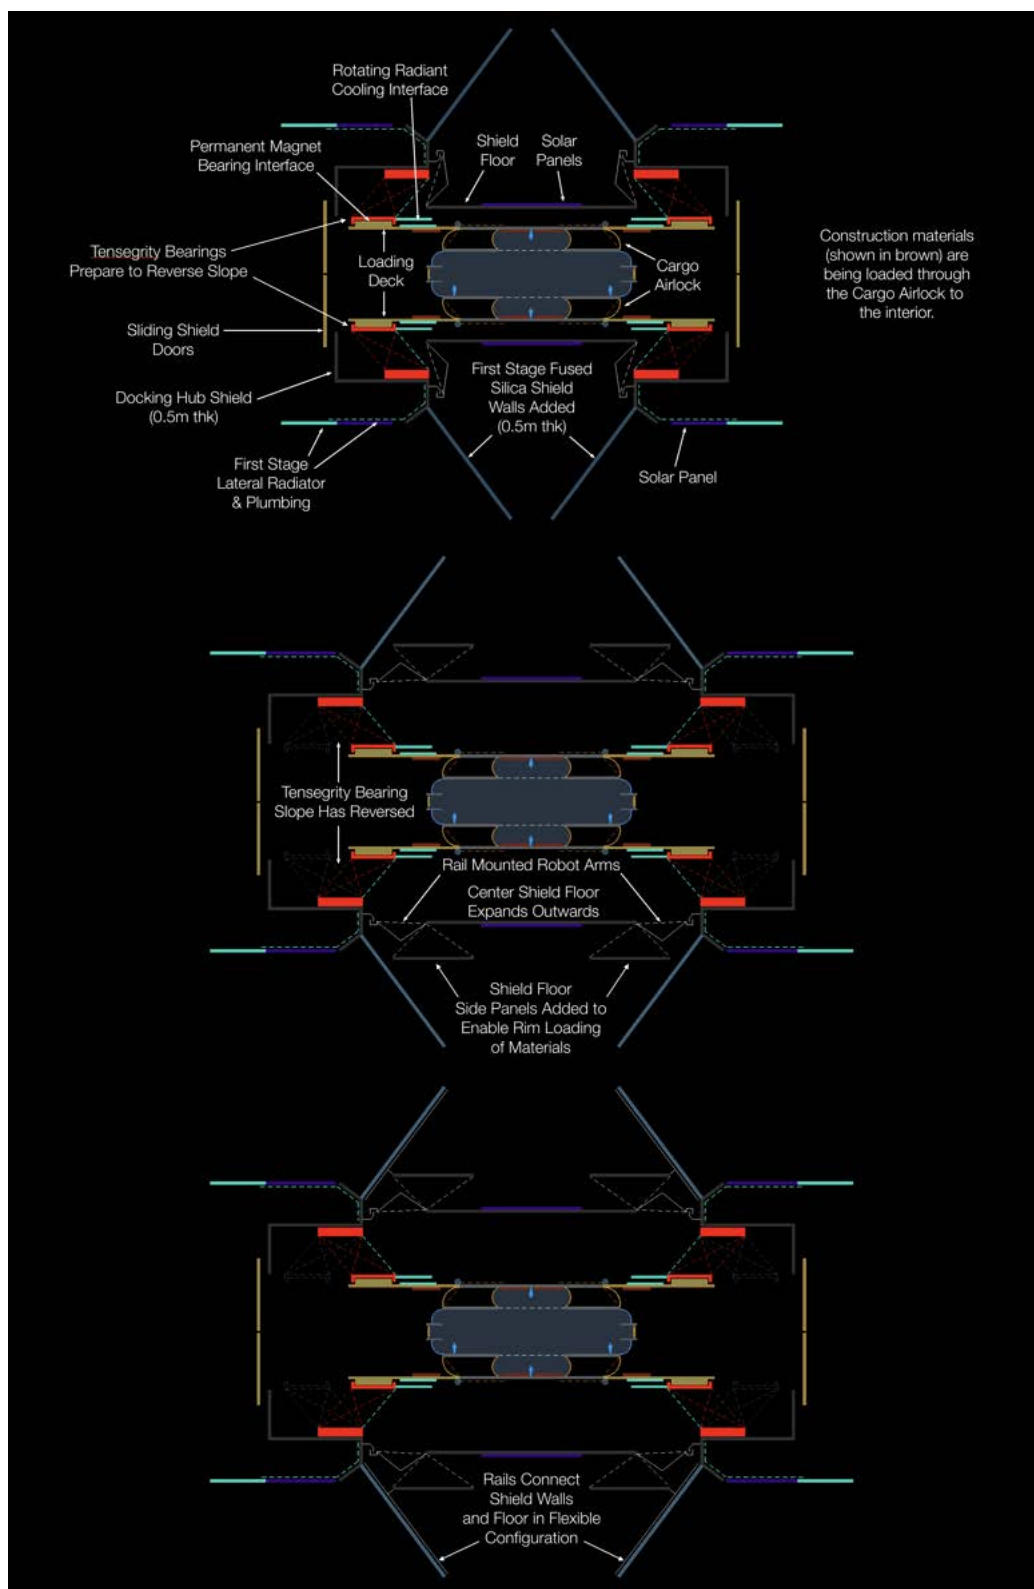 Rotating Radiant
Cooling Interface
Permanent Magnet
Bearing Interface
Shield
Floor
Solar
Panels
Tensegrity Bearings
Prepare to Reverse Slope
Loading
Deck
Cargo
Airlock
Construction materials
(shown in brown) are
being loaded through
the Cargo Airlock to
the interior.
Sliding Shield
Doors
Docking Hub Shield
(0.5m thk)
First Stage Fused
Silica Shield
Walls Added
(0.5m thk)
First Stage
Lateral Radiator
& Plumbing
Solar Panel
Tensegrity Bearing
Slope Has Reversed
Rail Mounted Robot Arms
Center Shield Floor
Expands Outwards
Shield Floor
Side Panels Added to
Enable Rim Loading
of Materials
Rails Connect
Shield Walls
and Floor in Flexible
Configuration